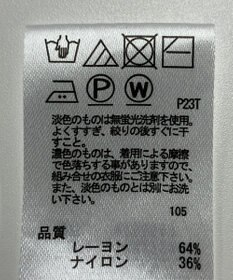 P W P23T
淡色のものは無蛍光洗剤を使用。
よくすすぎ、絞りの後すぐに干
すこと。
濃色のものは、着用による摩擦
で色落ちする事がありますので、
組み合せの衣服にご注意下さい。
また、淡色のものとは別にお洗
い下さい。
105
品質
レーヨン 64%
ナイロン 36%